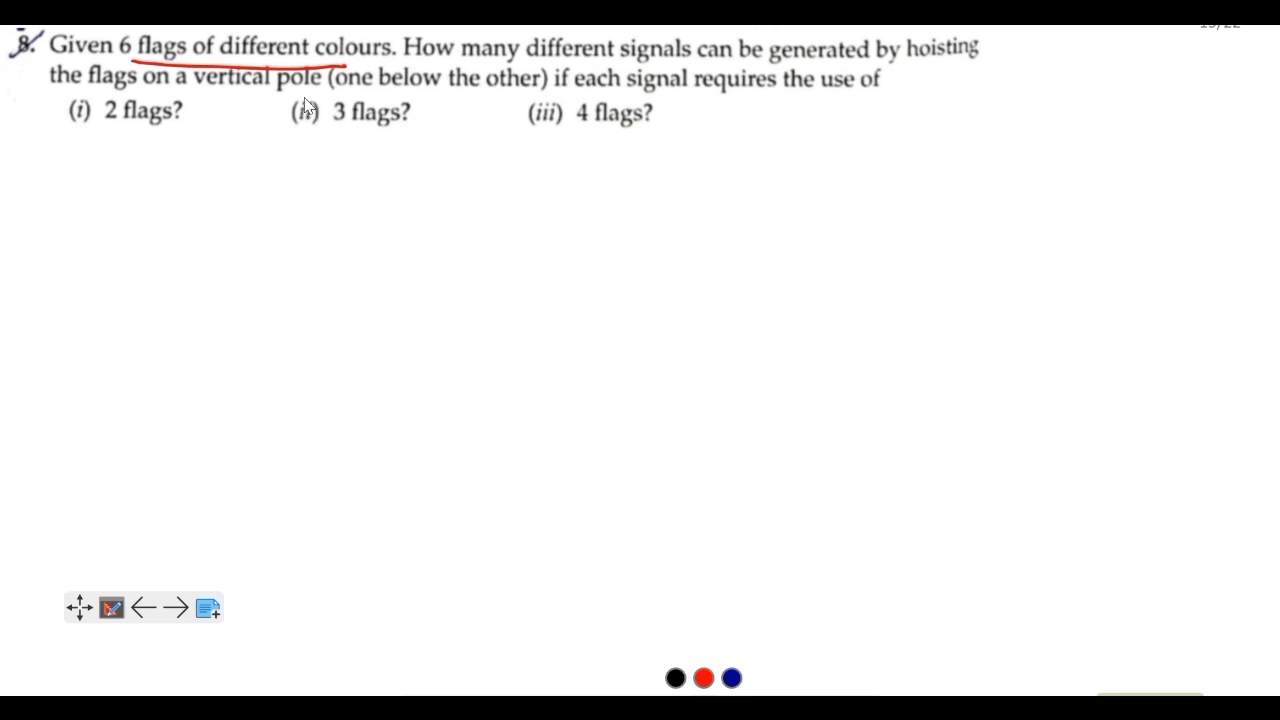 8. Given 6 flags of different colours. How many different signals can be generated by hoisting
the flags on a vertical pole (one below the other) if each signal requires the use of
(i) 2 flags? (ii) 3 flags? (iii) 4 flags?